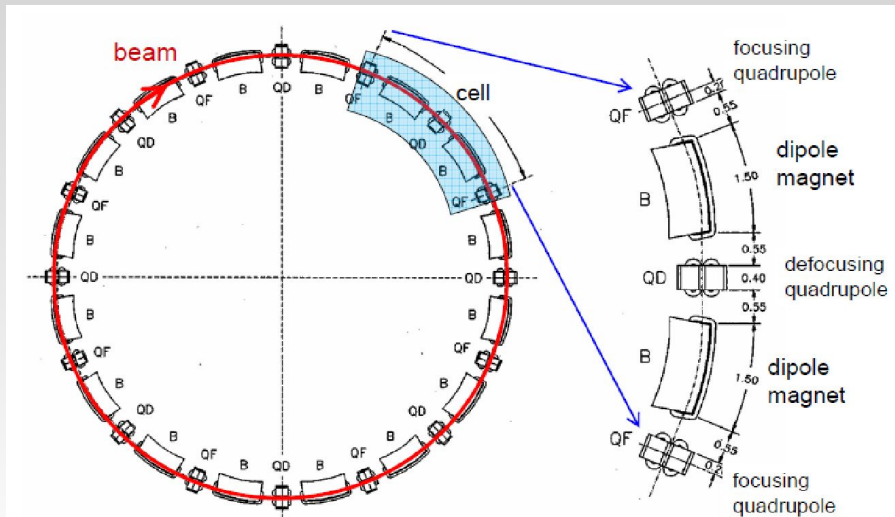 beam
cell
QF B QD B QF
B B
QD QD
B B
QF QF
B B
QD QD
B B
QF QF
B B
QD QD
B B
QF B QD B QF
focusing
quadrupole
QF
0.2
0.55
dipole
magnet
1.50
B
0.55
QD
0.40
defocusing
quadrupole
0.55
B
1.50
dipole
magnet
QF
0.55
0.2
focusing
quadrupole